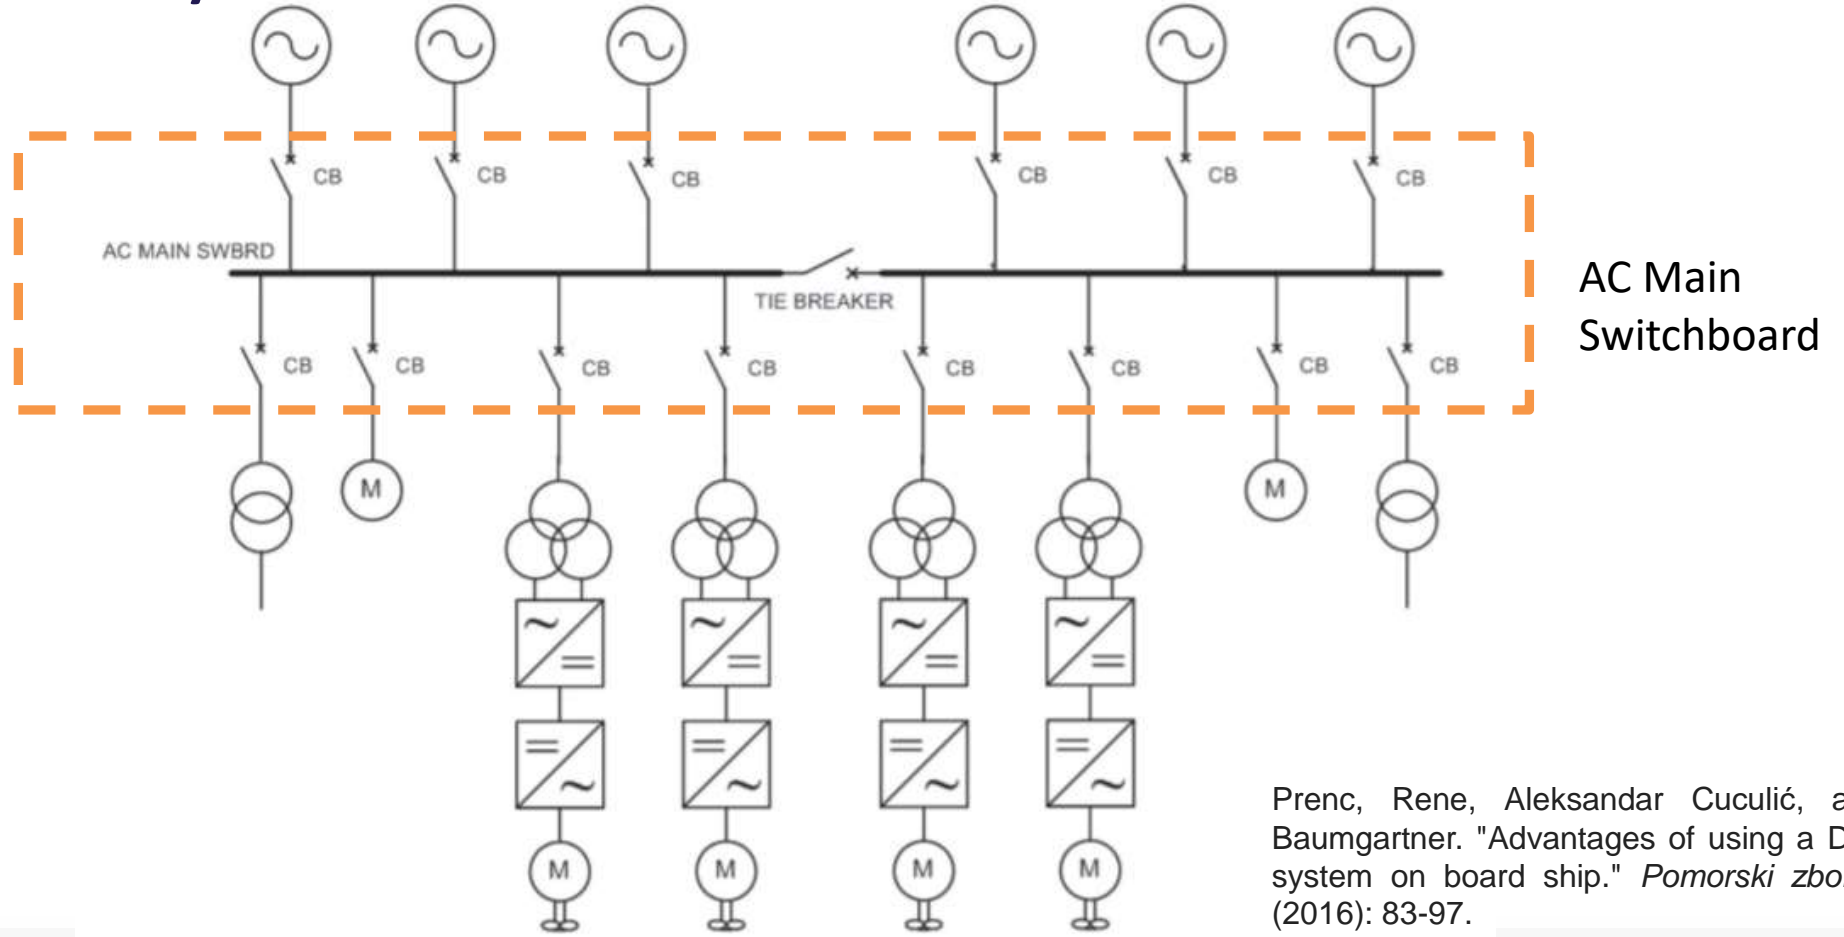 CB CB CB CB CB CB
AC MAIN SWBRD
TIE BREAKER
AC Main
Switchboard
CB CB CB CB CB CB CB CB
M M
M M M M
Prenc, Rene, Aleksandar Cuculić,
Baumgartner. "Advantages of using a
system on board ship." Pomorski
(2016): 83-97.